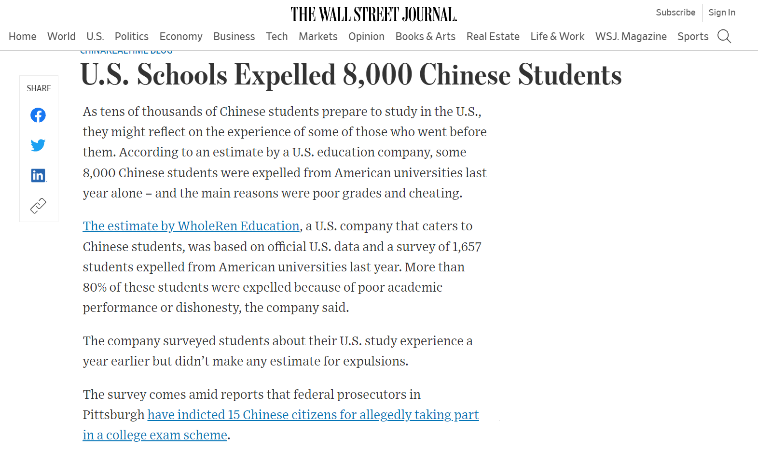 THE WALL STREET JOURNAL.
Subscribe Sign In
Home World U.S. Politics Economy Business Tech Markets Opinion Books & Arts Real Estate Life & Work WSJ. Magazine Sports
CHINAREALTIME BLOG
U.S. Schools Expelled 8,000 Chinese Students
SHARE
As tens of thousands of Chinese students prepare to study in the U.S.,
they might reflect on the experience of some of those who went before
them. According to an estimate by a U.S. education company, some
8,000 Chinese students were expelled from American universities last
year alone – and the main reasons were poor grades and cheating.
The estimate by WholeRen Education, a U.S. company that caters to
Chinese students, was based on official U.S. data and a survey of 1,657
students expelled from American universities last year. More than
80% of these students were expelled because of poor academic
performance or dishonesty, the company said.
The company surveyed students about their U.S. study experience a
year earlier but didn’t make any estimate for expulsions.
The survey comes amid reports that federal prosecutors in
Pittsburgh have indicted 15 Chinese citizens for allegedly taking part
in a college exam scheme.